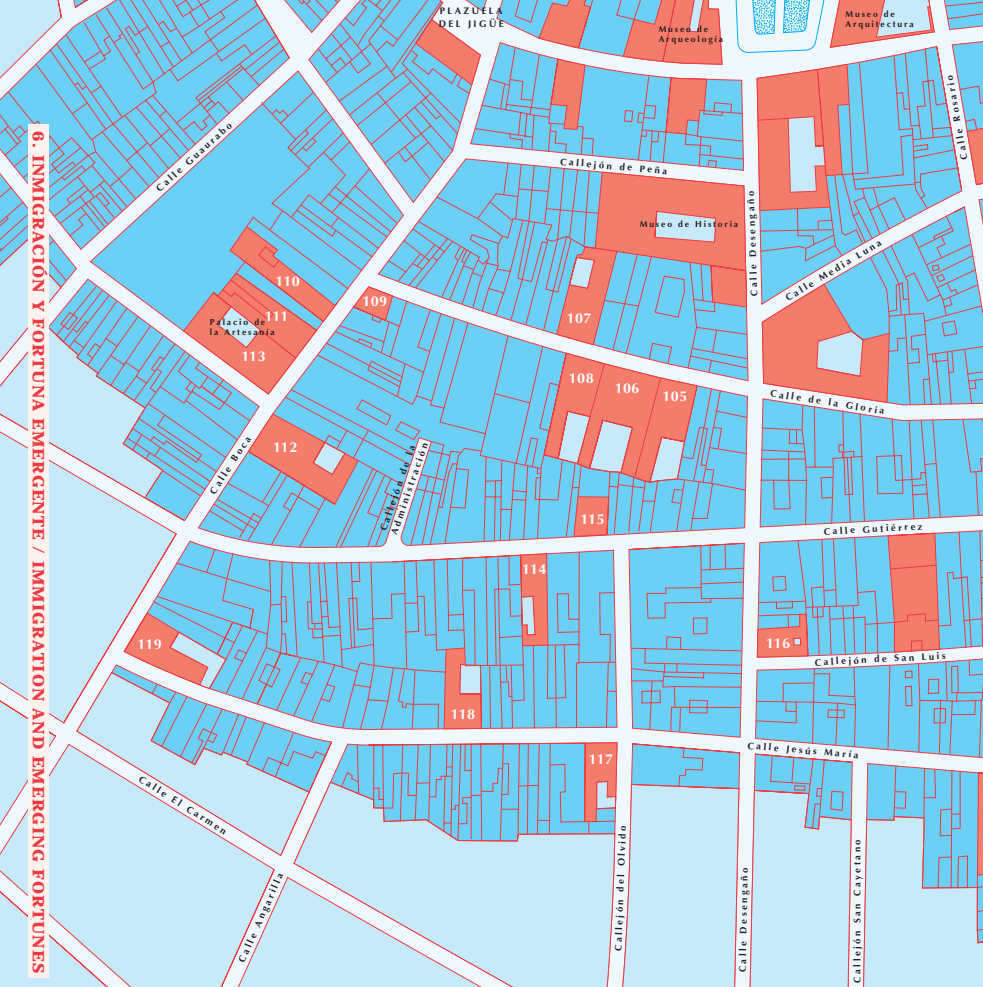 PLAZUELA
DEL JIGÜE
Museo de
Arqueología
Museo de
Arquitectura
Calle Rosario
Calle Guaurabo
Callejón de Peña
Museo de Historia
Calle Desengaño
Calle Media Luna
6. INMIGRACIÓN Y FORTUNA EMERGENTE / IMMIGRATION AND EMERGING FORTUNES
110
109
111
Palacio de
la Artesanía
113
107
108
106
105
Calle de la Gloria
112
Calle Boca
Callejón de la
Administración
115
Calle Gutiérrez
114
119
116
Callejón de San Luis
118
117
Calle Jesús María
Calle El Carmen
Calle Angarilla
Callejón del Olvido
Calle Desengaño
Callejón San Cayetano